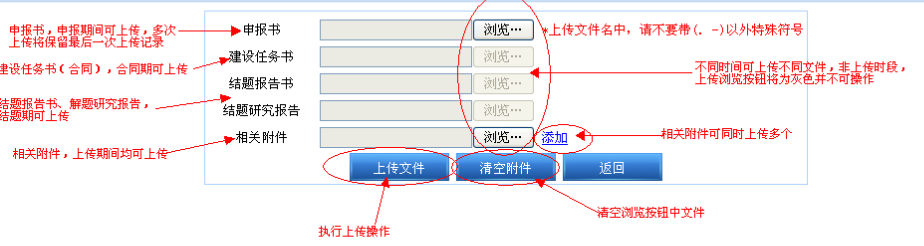 申报书，申报期间可上传，多次
上传将保留最后一次上传记录
申报书
浏览…
*上传文件名中，请不要带(. -)以外特殊符号
建设任务书（合同），合同期可上传
建设任务书
浏览…
不同时间可上传不同文件，非上传时段，
上传浏览按钮将为灰色并不可操作
结题报告书
浏览…
结题报告书、解题研究报告，
结题期可上传
结题研究报告
浏览…
相关附件
浏览…
添加
相关附件可同时上传多个
相关附件，上传期间均可上传
上传文件
清空附件
返回
清空浏览按钮中文件
执行上传操作